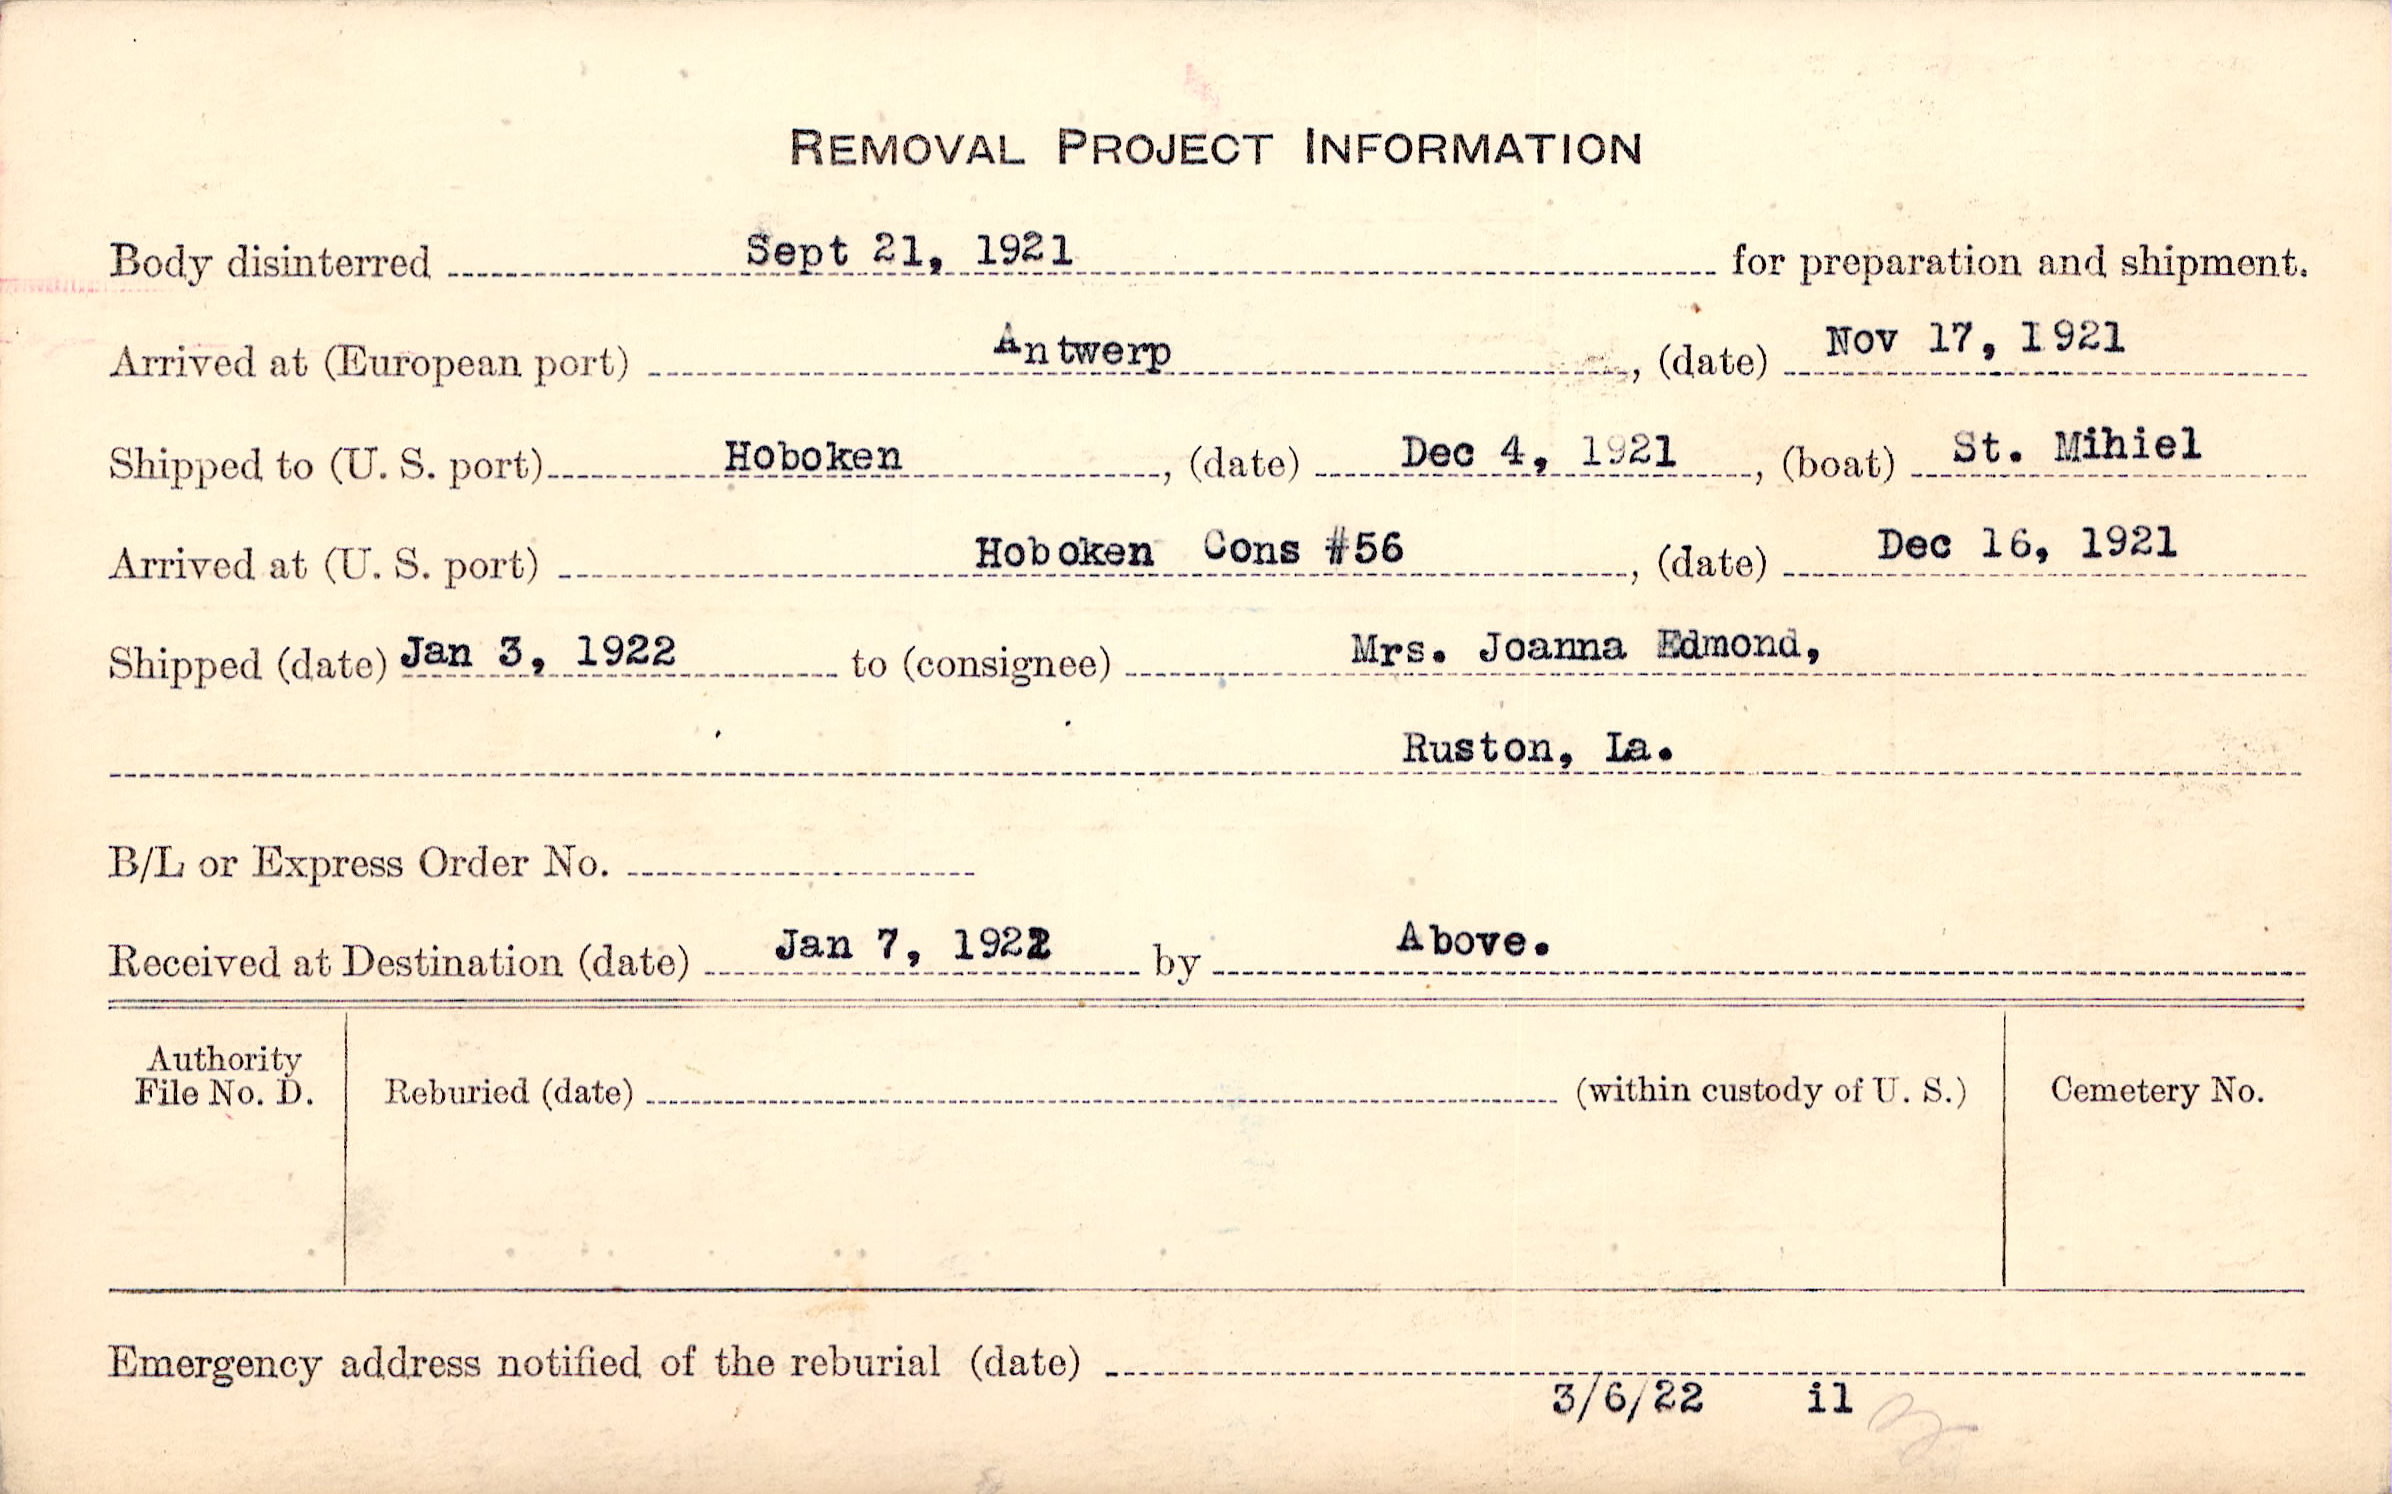 REMOVAL PROJECT INFORMATION
Body disinterred Sept 21, 1921 for preparation and shipment.
Arrived at (European port) Antwerp, (date) Nov 17, 1921
Shipped to (U. S. port) Hoboken, (date) Dec 4, 1921, (boat) St. Mihiel
Arrived at (U. S. port) Hoboken Cons #56, (date) Dec 16, 1921
Shipped (date) Jan 3, 1922 to (consignee) Mrs. Joanna Edmond,
Ruston, La.
B/L or Express Order No.
Received at Destination (date) Jan 7, 1922 by Above.
Authority
File No. D.
Reburied (date) (within custody of U. S.)
Cemetery No.
Emergency address notified of the reburial (date)
3/6/22 il